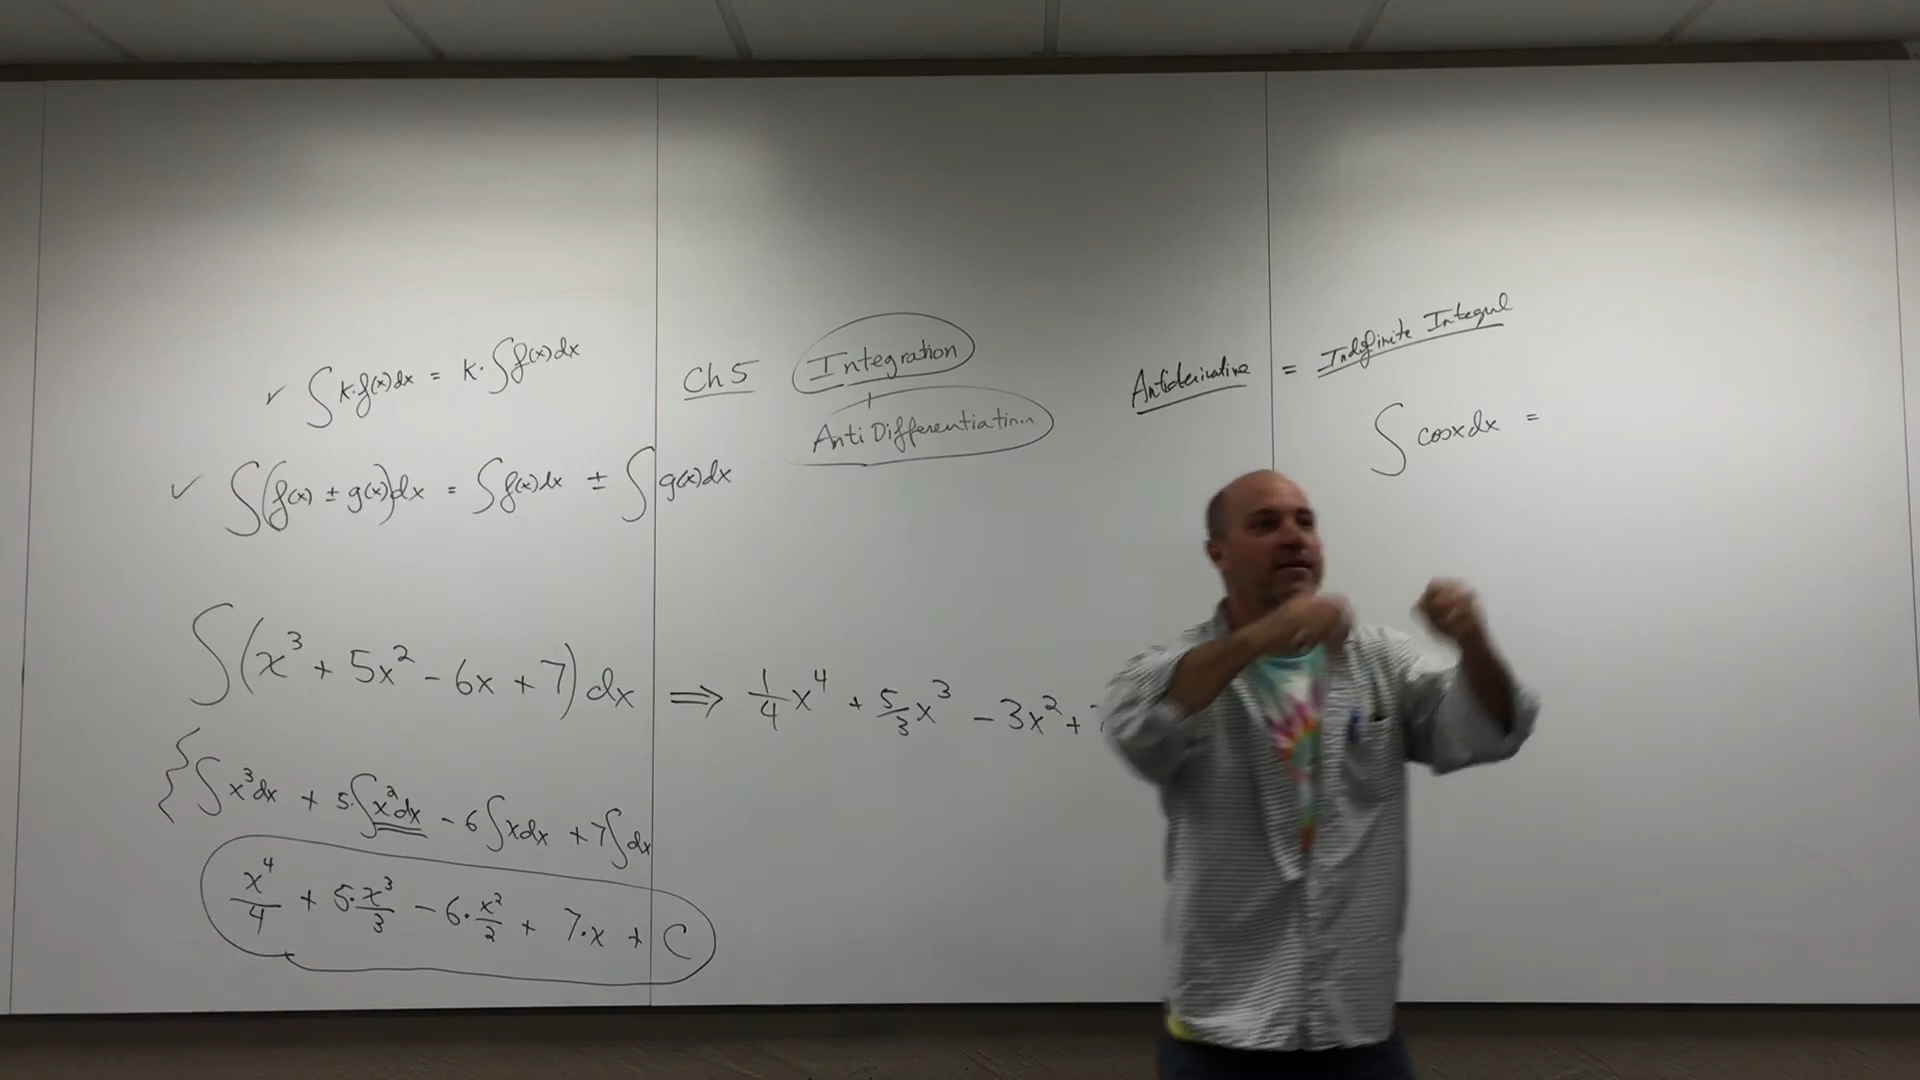 ✓ ∫ k·f(x)dx = k·∫f(x)dx
✓ ∫(f(x) ± g(x))dx = ∫f(x)dx ± ∫g(x)dx
∫(x³ + 5x² - 6x + 7)dx ⇒ 1/4 x⁴ + 5/3 x³ - 3x² +
{∫x³dx + 5·∫x²dx - 6∫xdx + 7∫dx
x⁴/4 + 5·x³/3 - 6·x²/2 + 7·x + C
Ch 5 Integration
Anti Differentiation
Antiderivative = Indefinite Integral
∫cosxdx =